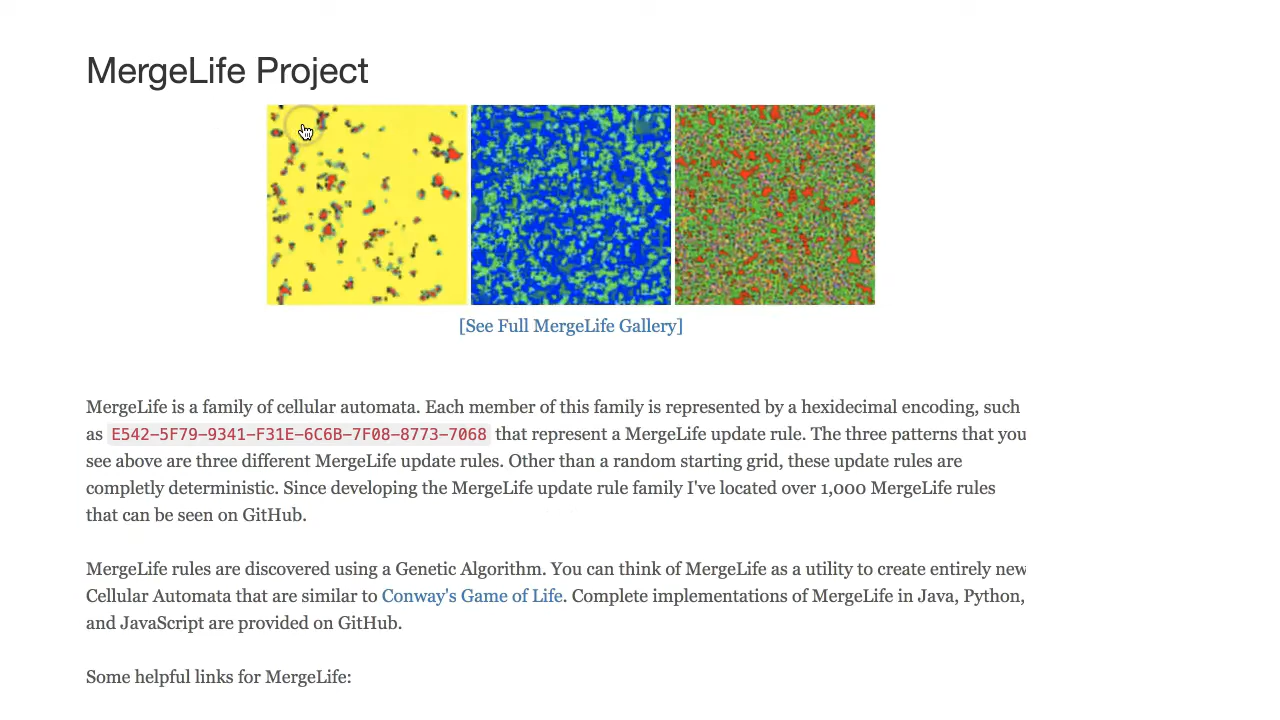 MergeLife Project
[See Full MergeLife Gallery]
MergeLife is a family of cellular automata. Each member of this family is represented by a hexidecimal encoding, such
as E542-5F79-9341-F31E-6C6B-7F08-8773-7068 that represent a MergeLife update rule. The three patterns that you
see above are three different MergeLife update rules. Other than a random starting grid, these update rules are
completly deterministic. Since developing the MergeLife update rule family I've located over 1,000 MergeLife rules
that can be seen on GitHub.
MergeLife rules are discovered using a Genetic Algorithm. You can think of MergeLife as a utility to create entirely new
Cellular Automata that are similar to Conway's Game of Life. Complete implementations of MergeLife in Java, Python,
and JavaScript are provided on GitHub.
Some helpful links for MergeLife: